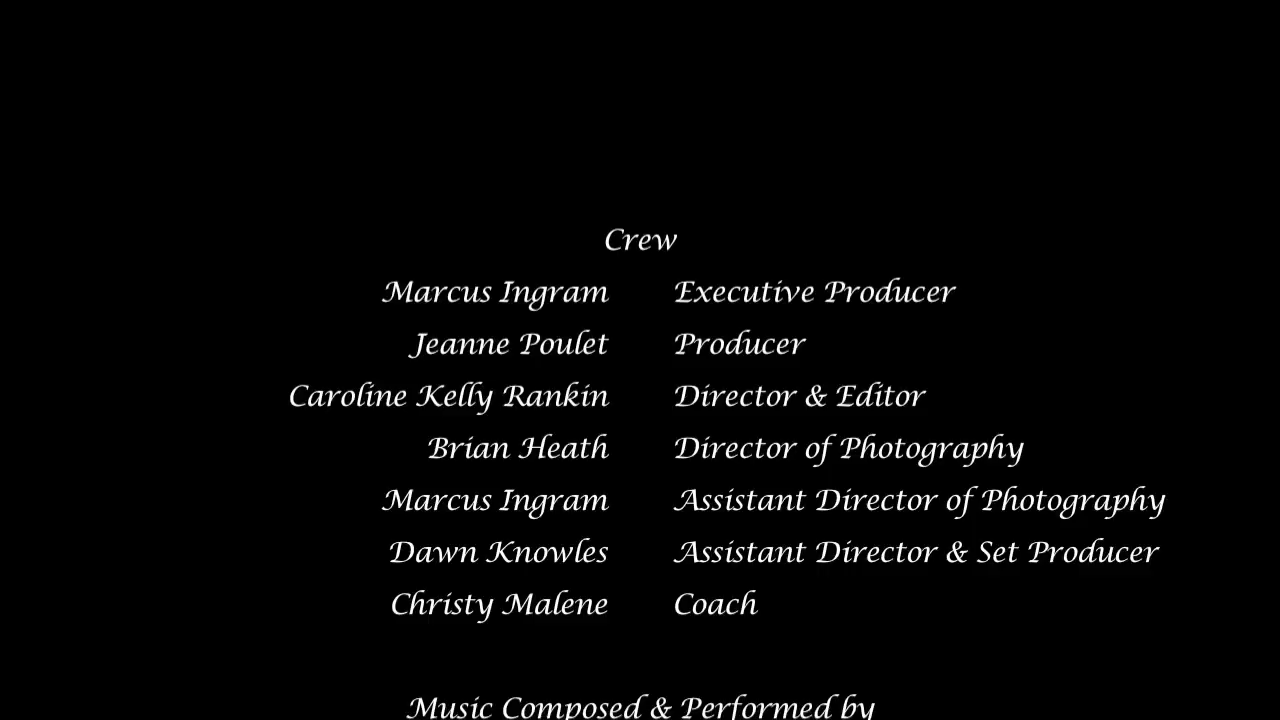 Crew
Marcus Ingram Executive Producer
Jeanne Poulet Producer
Caroline Kelly Rankin Director & Editor
Brian Heath Director of Photography
Marcus Ingram Assistant Director of Photography
Dawn Knowles Assistant Director & Set Producer
Christy Malene Coach
Music Composed & Performed by